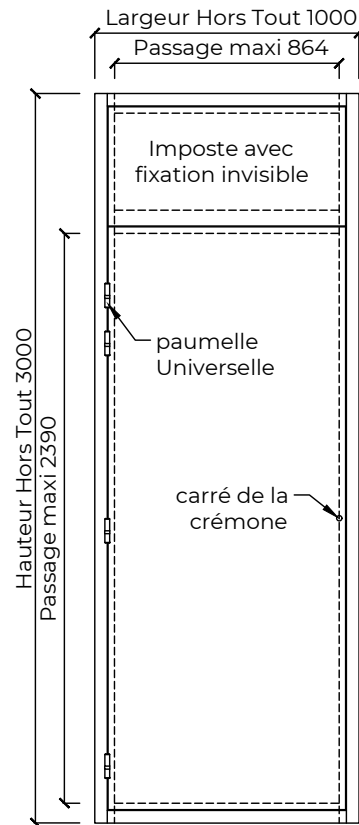 Largeur Hors Tout 1000
Passage maxi 864
Imposte avec
fixation invisible
Hauteur Hors Tout 3000
Passage maxi 2390
paumelle
Universelle
carré de la
crémone